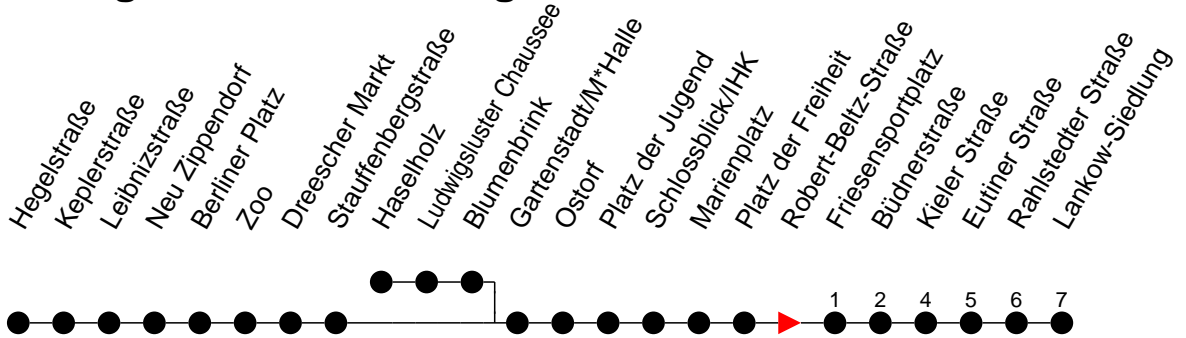 Hegelstraße
Keplerstraße
Leibnizstraße
Neu Zippendorf
Berliner Platz
Zoo
Dreescher Markt
Stauffenbergstraße
Haselholz
Ludwigsluster Chaussee
Blumenbrink
Gartenstadt/M*Halle
Ostorf
Platz der Jugend
Schlossblick/IHK
Marienplatz
Platz der Freiheit
Robert-Beltz-Straße
Friesensportplatz
Büdnerstraße
Kieler Straße
Eutiner Straße
Rahlstedter Straße
Lankow-Siedlung
1 2 4 5 6 7